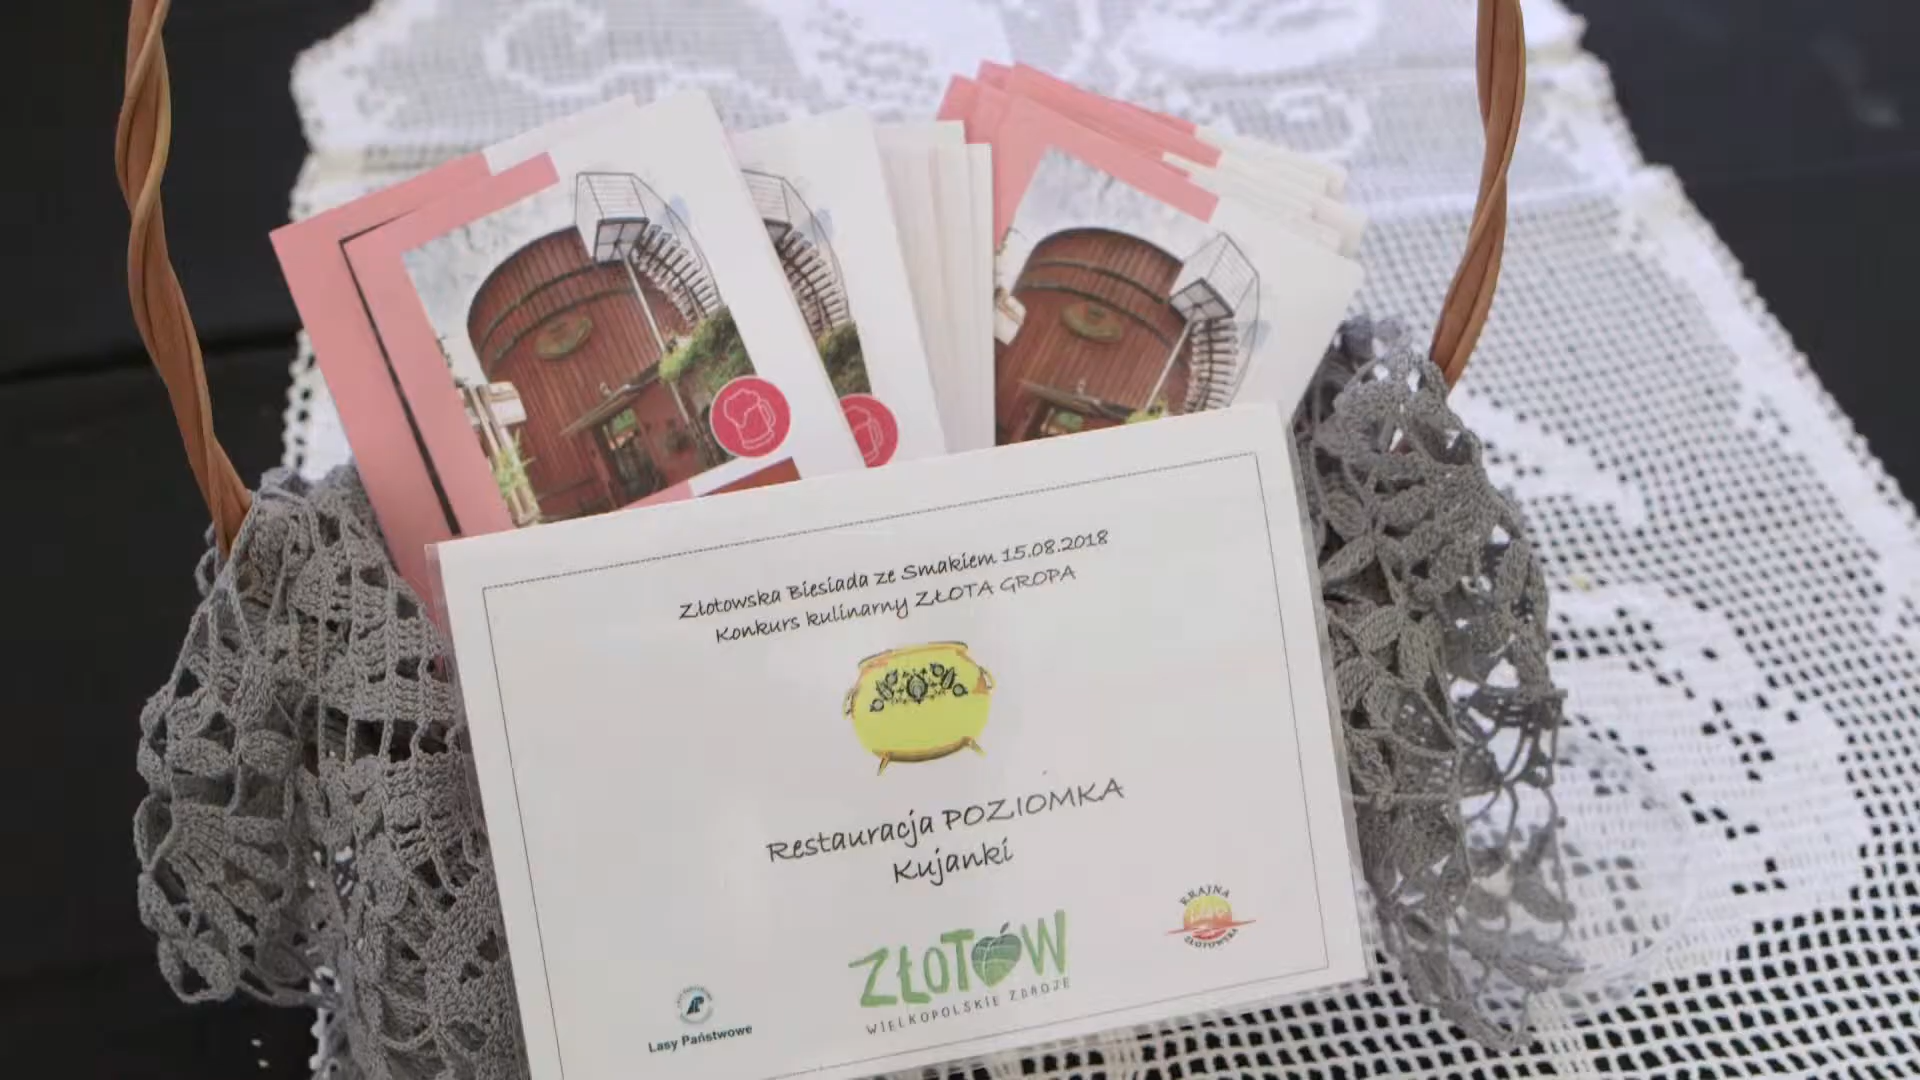 Złotowska Biesiada ze Smakiem 15.08.2018
Konkurs kulinarny ZŁOTA GROPA
Restauracja POZIOMKA
Kujanki
ZŁOTÓW
WIELKOPOLSKIE ZDROJE
KRAJNA
ZŁOTOWSKA
Lasy Państwowe